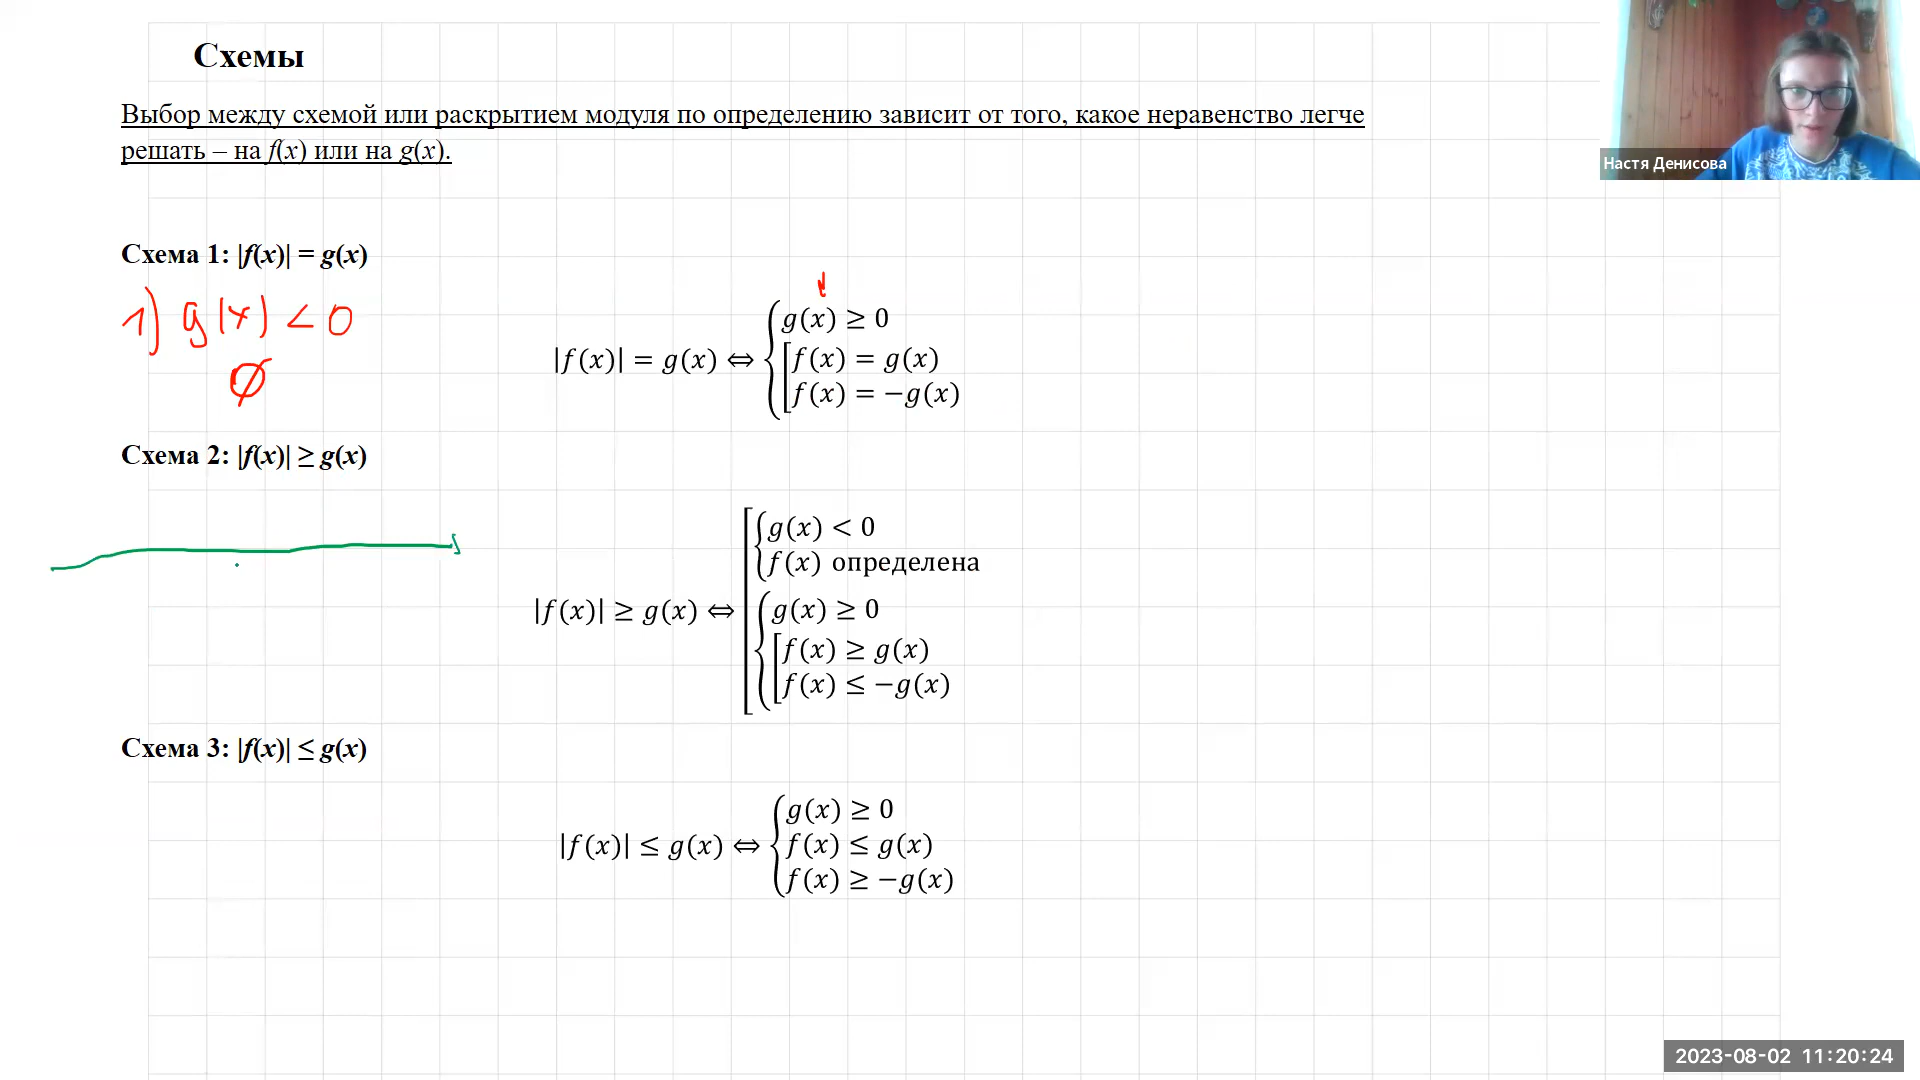 Схемы
Выбор между схемой или раскрытием модуля по определению зависит от того, какое неравенство легче
решать – на f(x) или на g(x).
Настя Денисова
Схема 1: |f(x)| = g(x)
1) g(x) < 0
∅
|f(x)| = g(x) ⇔ { g(x) ≥ 0
[ f(x) = g(x)
f(x) = −g(x)
Схема 2: |f(x)| ≥ g(x)
|f(x)| ≥ g(x) ⇔ [ { g(x) < 0
f(x) определена
{ g(x) ≥ 0
[ f(x) ≥ g(x)
f(x) ≤ −g(x)
Схема 3: |f(x)| ≤ g(x)
|f(x)| ≤ g(x) ⇔ { g(x) ≥ 0
f(x) ≤ g(x)
f(x) ≥ −g(x)
2023-08-02 11:20:24